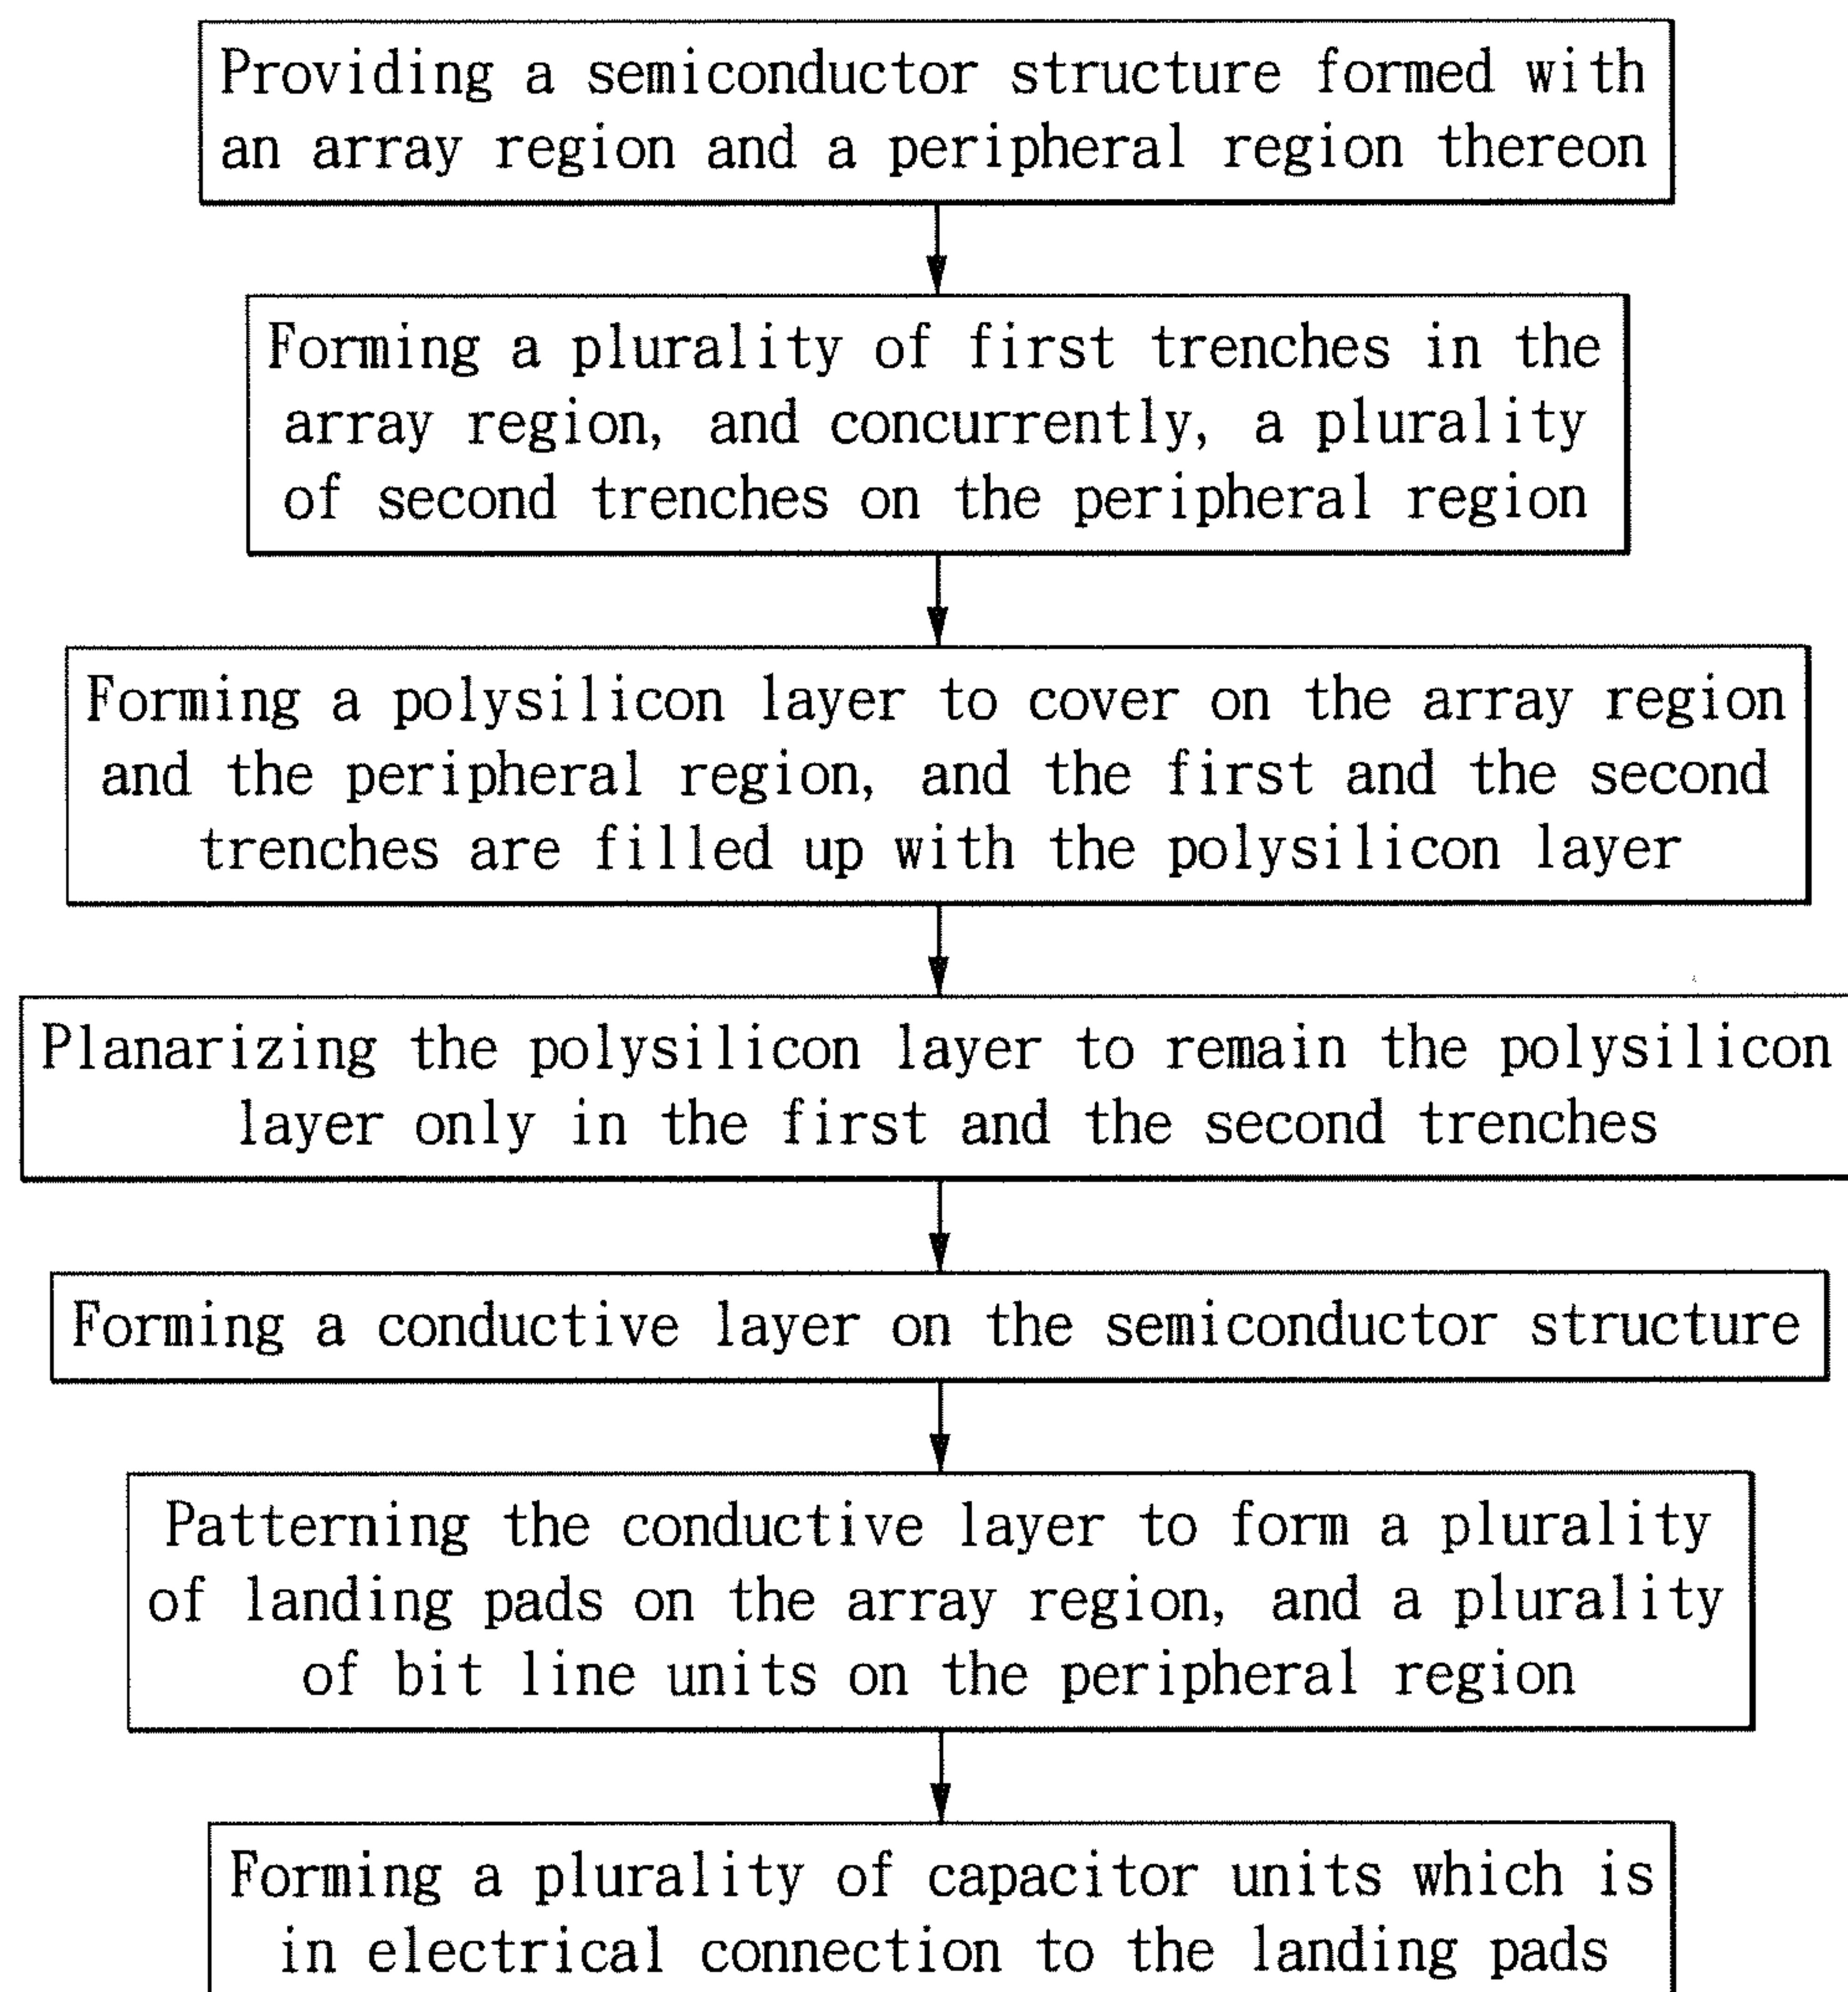 Providing a semiconductor structure formed with
an array region and a peripheral region thereon
Forming a plurality of first trenches in the
array region, and concurrently, a plurality
of second trenches on the peripheral region
Forming a polysilicon layer to cover on the array region
and the peripheral region, and the first and the second
trenches are filled up with the polysilicon layer
Planarizing the polysilicon layer to remain the polysilicon
layer only in the first and the second trenches
Forming a conductive layer on the semiconductor structure
Patterning the conductive layer to form a plurality
of landing pads on the array region, and a plurality
of bit line units on the peripheral region
Forming a plurality of capacitor units which is
in electrical connection to the landing pads